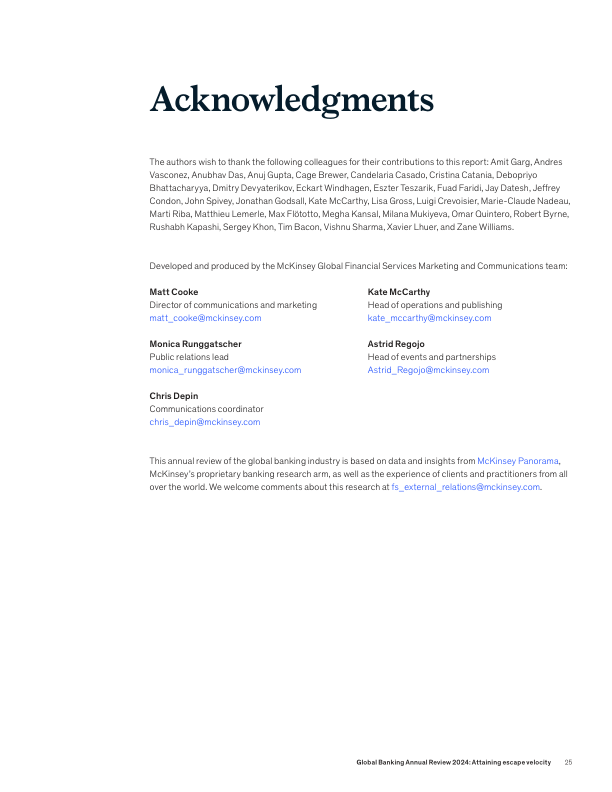 Acknowledgments
The authors wish to thank the following colleagues for their contributions to this report: Amit Garg, Andres
Vasconez, Anubhav Das, Anuj Gupta, Cage Brewer, Candelaria Casado, Cristina Catania, Debopriyo
Bhattacharyya, Dmitry Devyaterikov, Eckart Windhagen, Eszter Teszarik, Fuad Faridi, Jay Datesh, Jeffrey
Condon, John Spivey, Jonathan Godsall, Kate McCarthy, Lisa Gross, Luigi Crevoisier, Marie-Claude Nadeau,
Marti Riba, Matthieu Lemerle, Max Flötotto, Megha Kansal, Milana Mukiyeva, Omar Quintero, Robert Byrne,
Rushabh Kapashi, Sergey Khon, Tim Bacon, Vishnu Sharma, Xavier Lhuer, and Zane Williams.
Developed and produced by the McKinsey Global Financial Services Marketing and Communications team:
Matt Cooke
Director of communications and marketing
matt_cooke@mckinsey.com
Kate McCarthy
Head of operations and publishing
kate_mccarthy@mckinsey.com
Monica Runggatscher
Public relations lead
monica_runggatscher@mckinsey.com
Astrid Regojo
Head of events and partnerships
Astrid_Regojo@mckinsey.com
Chris Depin
Communications coordinator
chris_depin@mckinsey.com
This annual review of the global banking industry is based on data and insights from McKinsey Panorama,
McKinsey's proprietary banking research arm, as well as the experience of clients and practitioners from all
over the world. We welcome comments about this research at fs_external_relations@mckinsey.com.
Global Banking Annual Review 2024: Attaining escape velocity 25